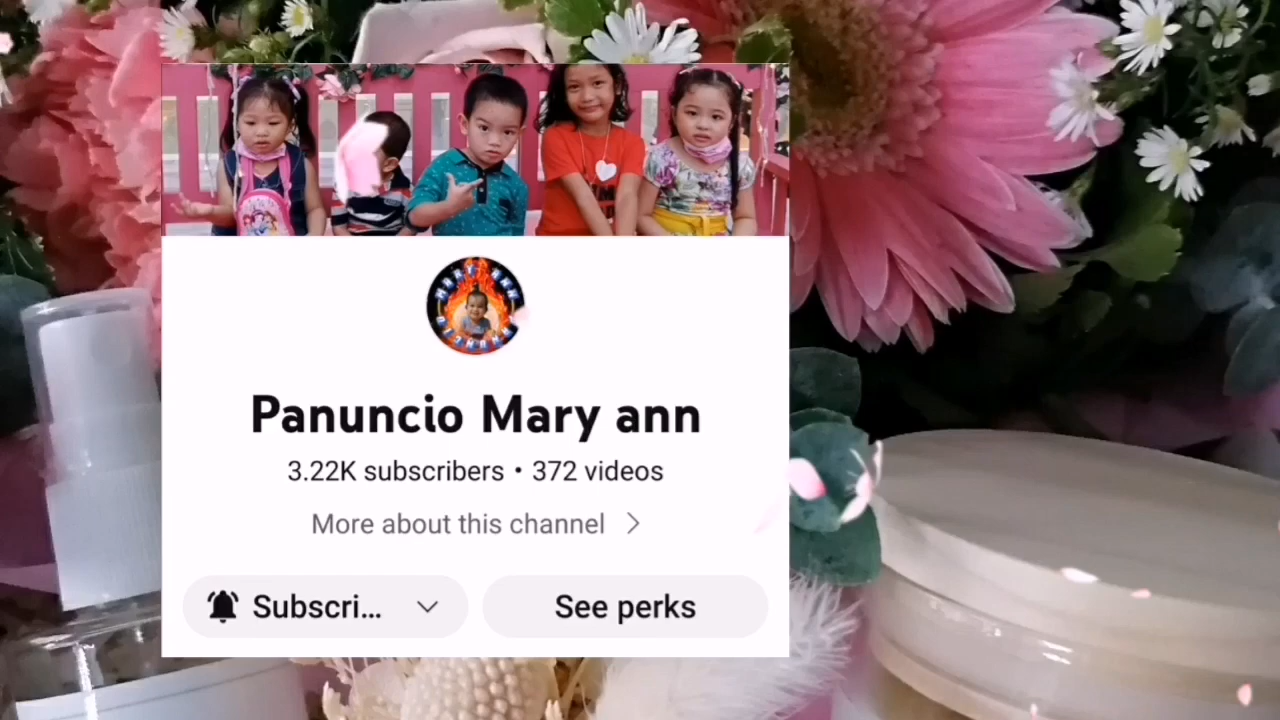 Panuncio Mary ann
3.22K subscribers • 372 videos
More about this channel
Subscri...
See perks